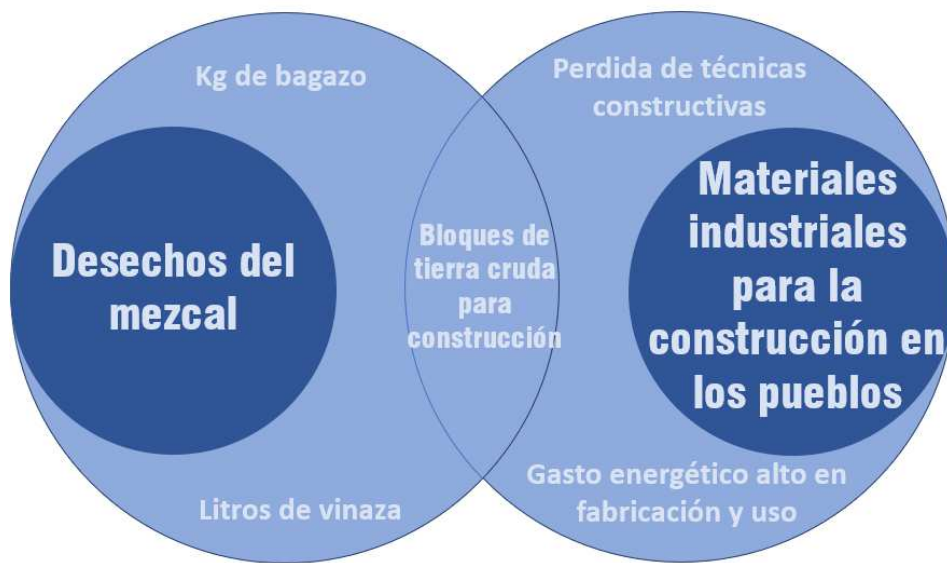 Kg de bagazo
Desechos del
mezcal
Litros de vinaza
Bloques de
tierra cruda
para
construcción
Perdida de técnicas
constructivas
Materiales
industriales
para la
construcción en
los pueblos
Gasto energético alto en
fabricación y uso